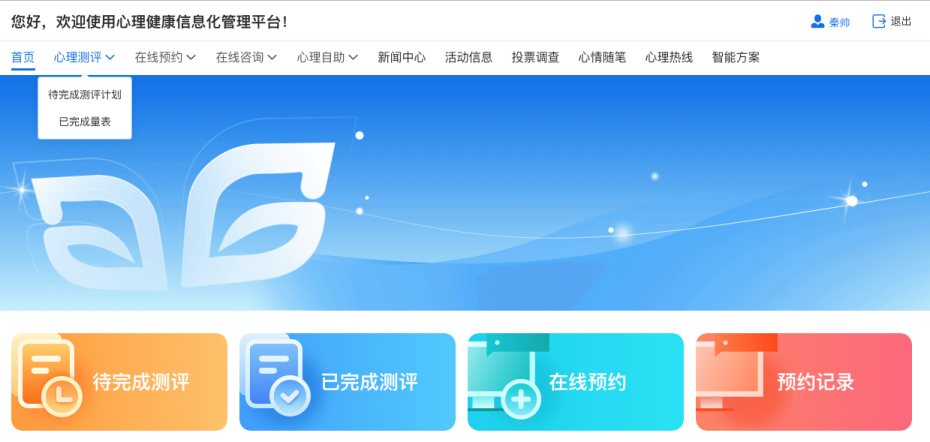 您好，欢迎使用心理健康信息化管理平台！
秦帅 退出
首页 心理测评 在线预约 在线咨询 心理自助 新闻中心 活动信息 投票调查 心情随笔 心理热线 智能方案
待完成测评计划
已完成量表
待完成测评 已完成测评 在线预约 预约记录